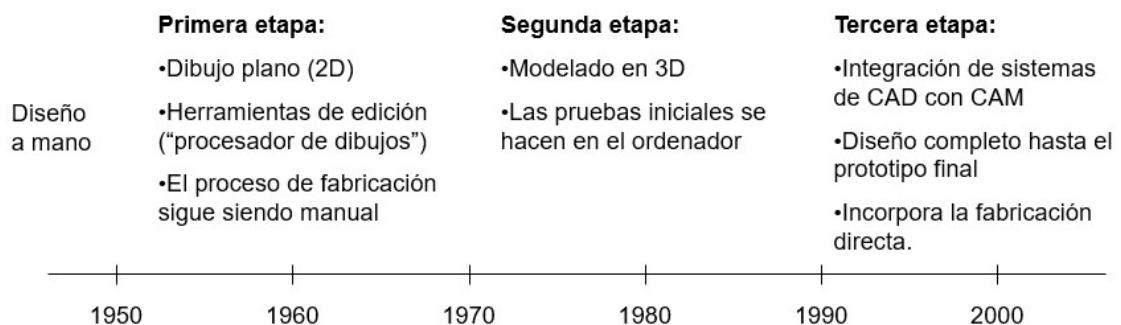 Diseño
a mano
Primera etapa:
•Dibujo plano (2D)
•Herramientas de edición
(“procesador de dibujos”)
•El proceso de fabricación
sigue siendo manual
Segunda etapa:
•Modelado en 3D
•Las pruebas iniciales se
hacen en el ordenador
Tercera etapa:
•Integración de sistemas
de CAD con CAM
•Diseño completo hasta el
prototipo final
•Incorpora la fabricación
directa.
1950 1960 1970 1980 1990 2000